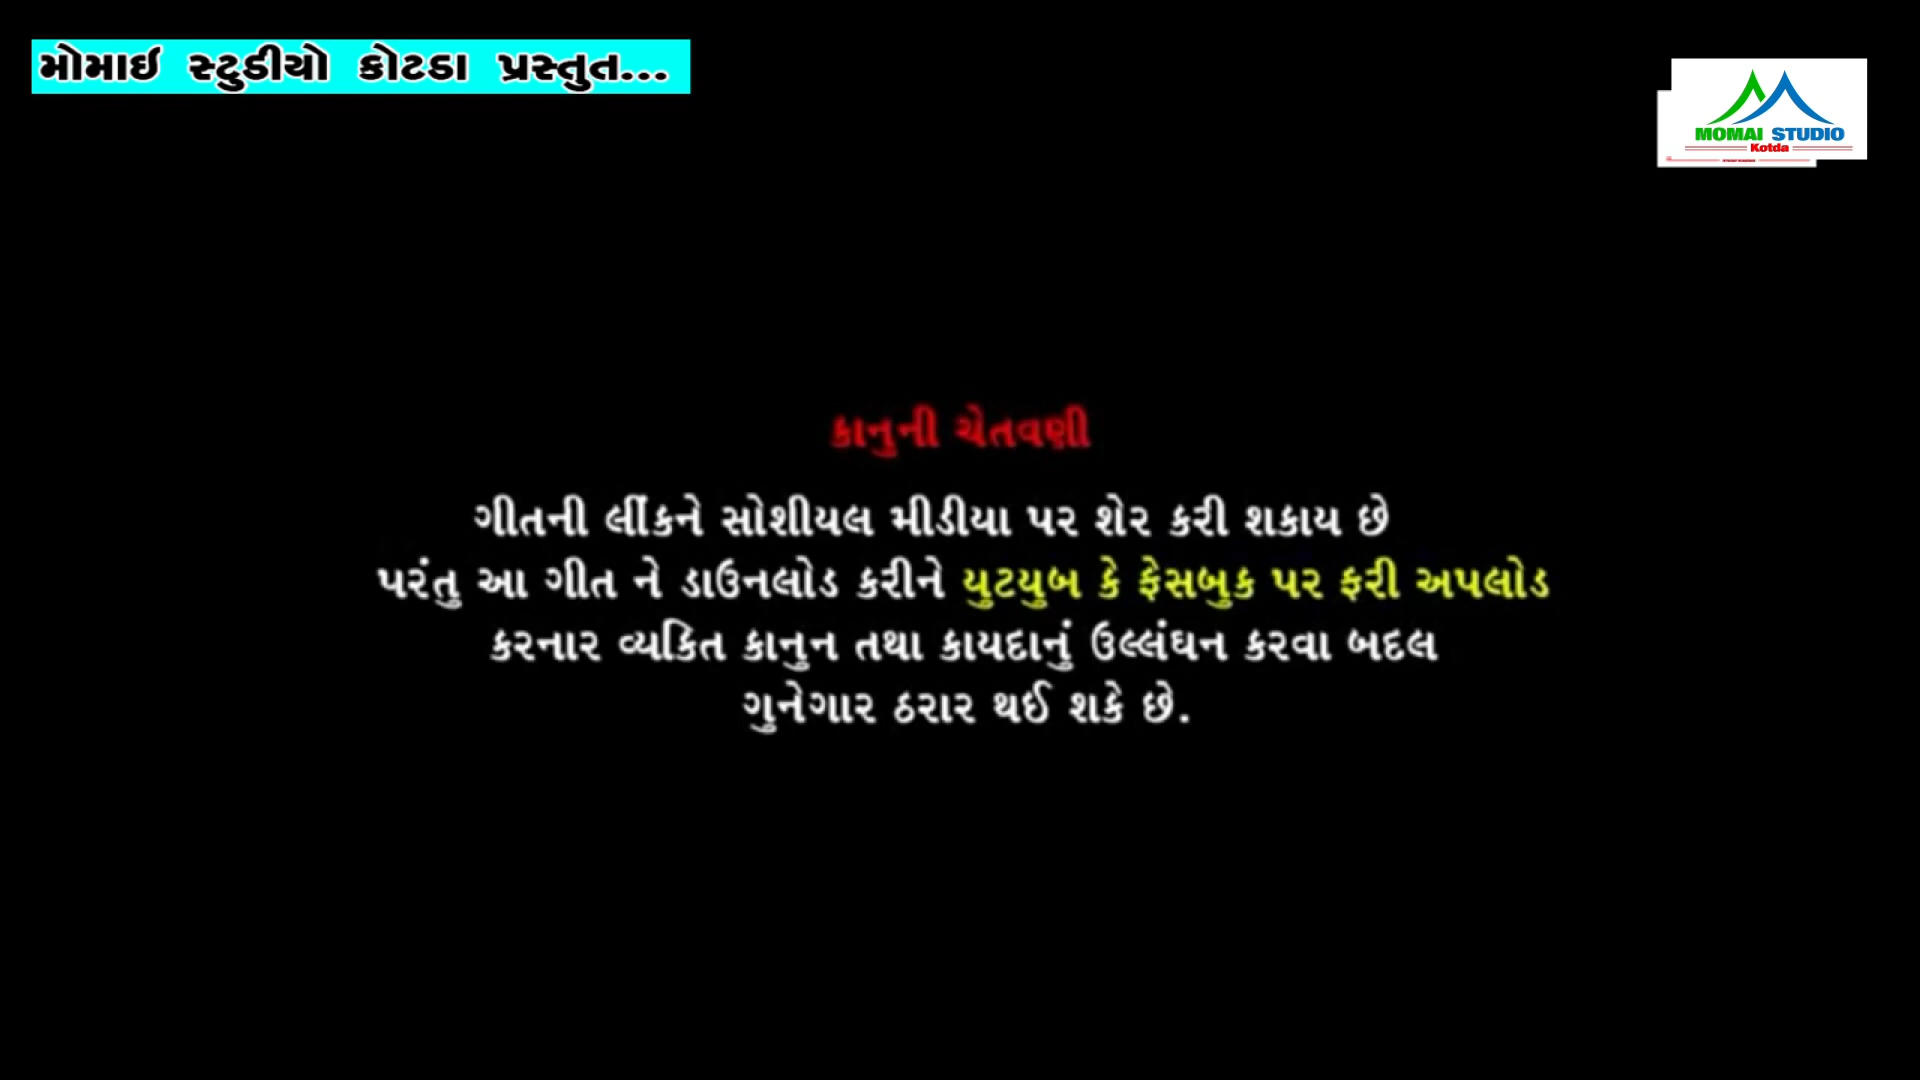 મોમાઈ સ્ટુડીયો કોટડા પ્રસ્તુત...
MOMAI STUDIO
Kotda
કાનુની ચેતવણી
ગીતની લીંકને સોશીયલ મીડીયા પર શેર કરી શકાય છે
પરંતુ આ ગીત ને ડાઉનલોડ કરીને યુટયુબ કે ફેસબુક પર ફરી અપલોડ
કરનાર વ્યકિત કાનુન તથા કાયદાનું ઉલ્લંઘન કરવા બદલ
ગુનેગાર ઠરાર થઈ શકે છે.